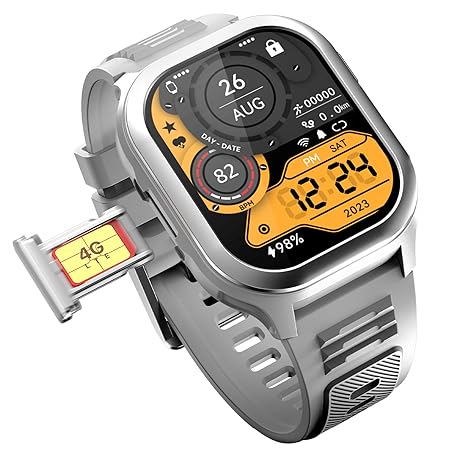 26
AUG
DAY - DATE
82
BPM
00000
0.0km
PM
SAT
12:24
2023
98%
4G
LTE